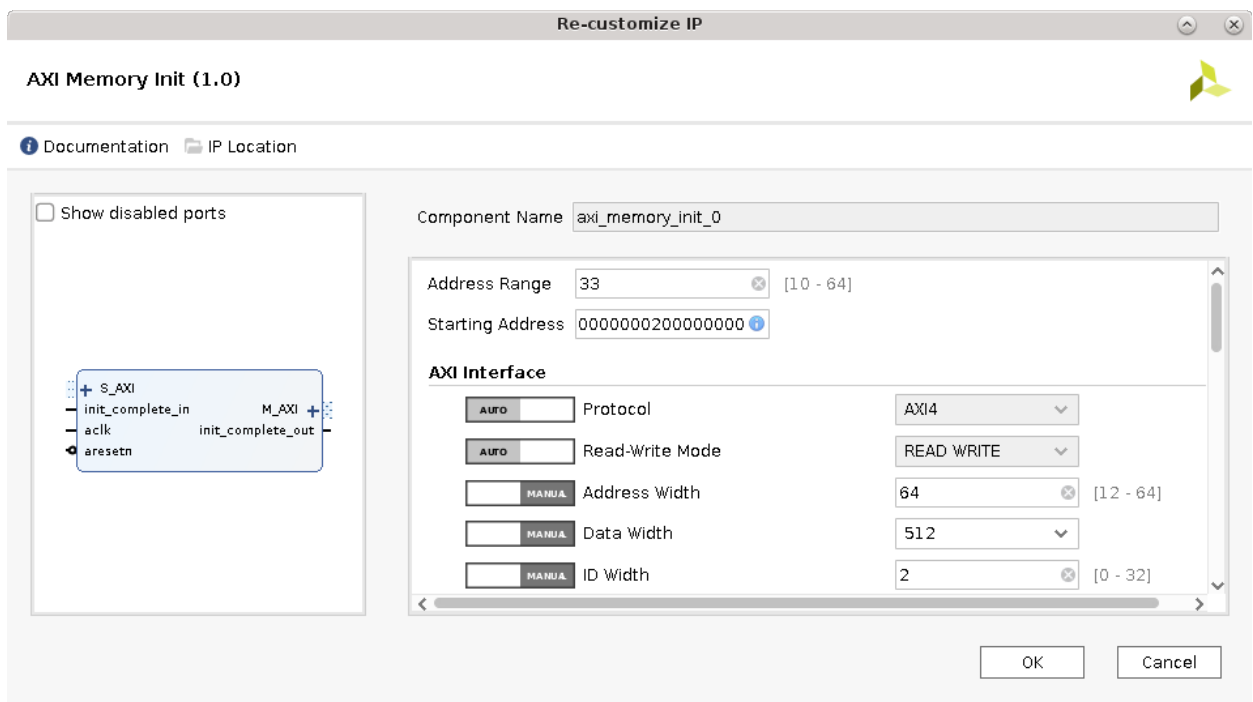 Re-customize IP
AXI Memory Init (1.0)
Documentation IP Location
Show disabled ports
S_AXI
init_complete_in M_AXI
aclk init_complete_out
aresetn
Component Name axi_memory_init_0
Address Range 33 [10 - 64]
Starting Address 0000000200000000
AXI Interface
AUTO Protocol AXI4
AUTO Read-Write Mode READ WRITE
MANUA Address Width 64 [12 - 64]
MANUA Data Width 512
MANUA ID Width 2 [0 - 32]
OK Cancel